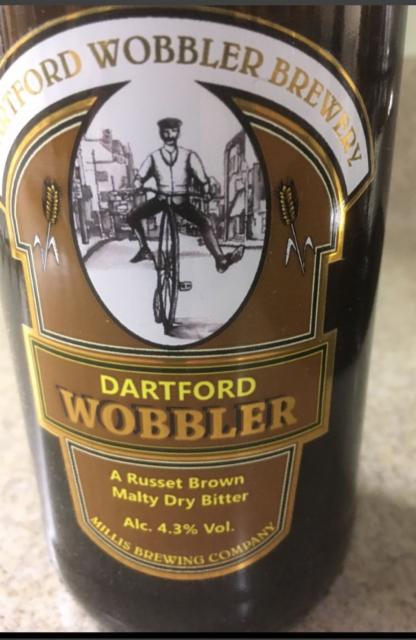 DARTFORD WOBBLER BREWERY
DARTFORD
WOBBLER
A Russet Brown
Malty Dry Bitter
Alc. 4.3% Vol.
MILLIS BREWING COMPANY